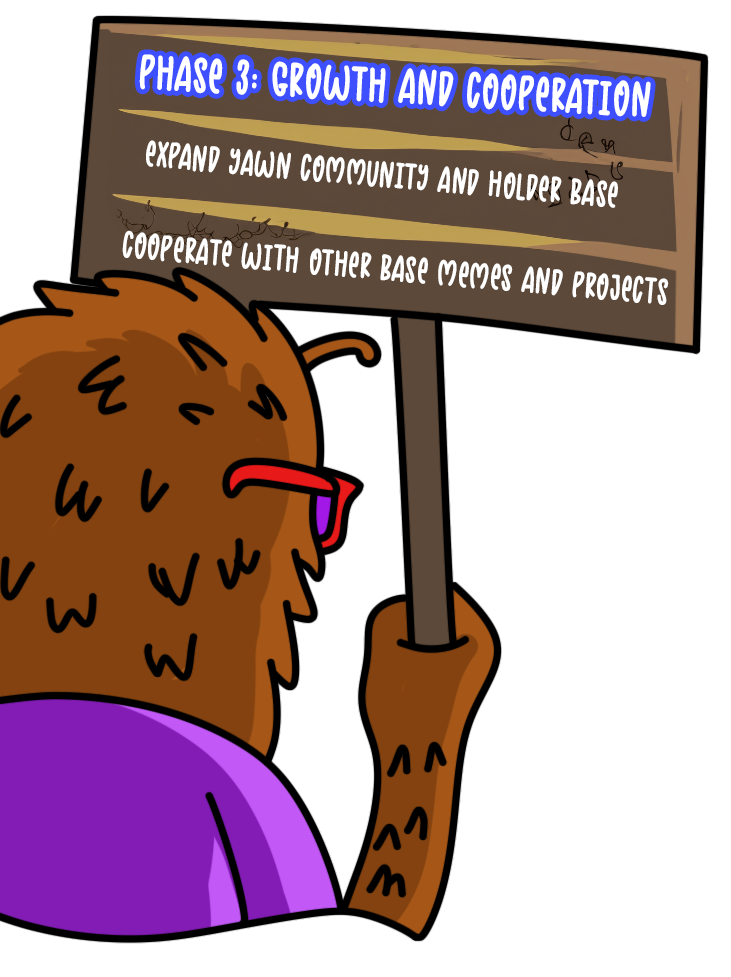 PHASE 3: GROWTH AND COOPERATION
EXPAND YAWN COMMUNITY AND HOLDER BASE
COOPERATE WITH OTHER BASE MEMES AND PROJECTS